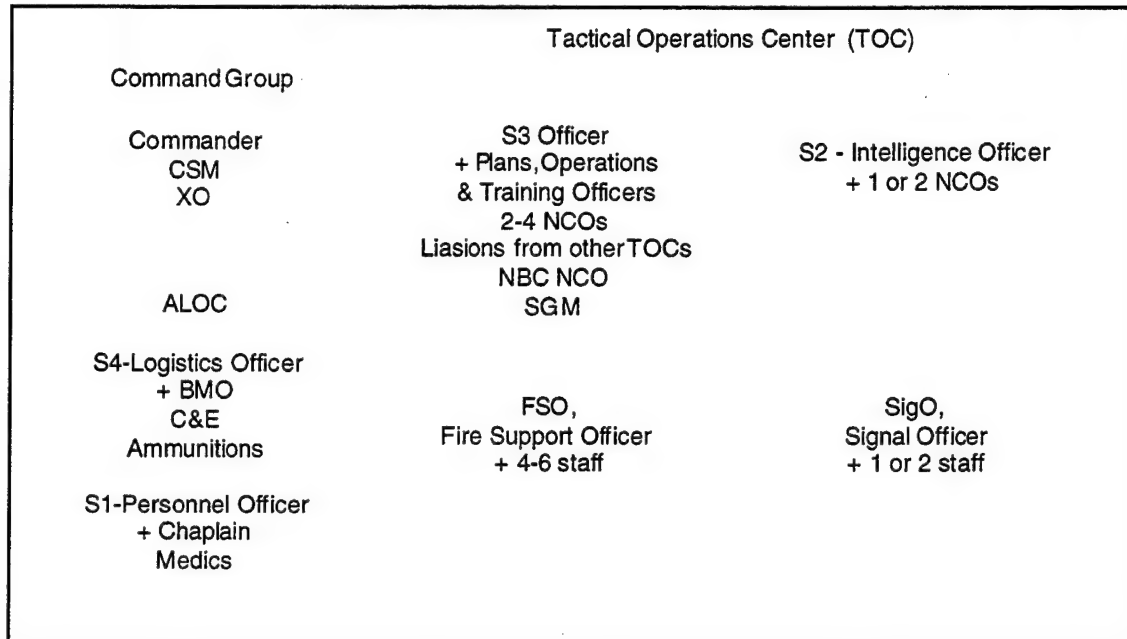 Tactical Operations Center (TOC)
Command Group
Commander
CSM
XO
S3 Officer
+ Plans, Operations
& Training Officers
2-4 NCOs
Liasions from other TOCs
NBC NCO
SGM
S2 - Intelligence Officer
+ 1 or 2 NCOs
ALOC
S4-Logistics Officer
+ BMO
C&E
Ammunitions
FSO,
Fire Support Officer
+ 4-6 staff
SigO,
Signal Officer
+ 1 or 2 staff
S1-Personnel Officer
+ Chaplain
Medics